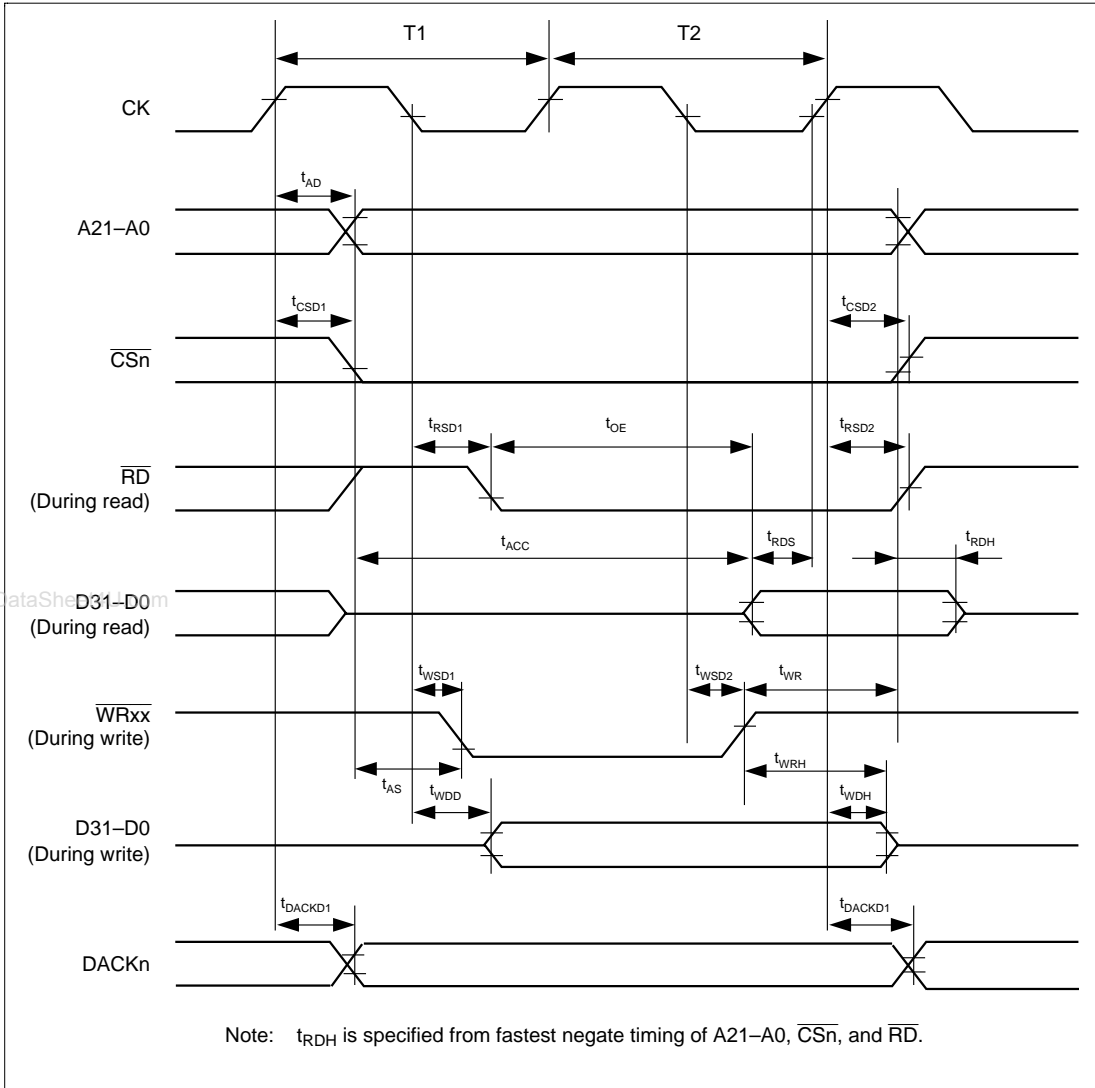 T1 T2
CK
tAD
A21–A0
tCSD1 tCSD2
CSn
tRSD1 tOE tRSD2
RD
(During read)
tACC tRDS tRDH
D31–D0
(During read)
tWSD1 tWSD2 tWR
WRxx
(During write)
tWRH
tAS tWDD tWDH
D31–D0
(During write)
tDACKD1 tDACKD1
DACKn
Note: tRDH is specified from fastest negate timing of A21–A0, CSn, and RD.